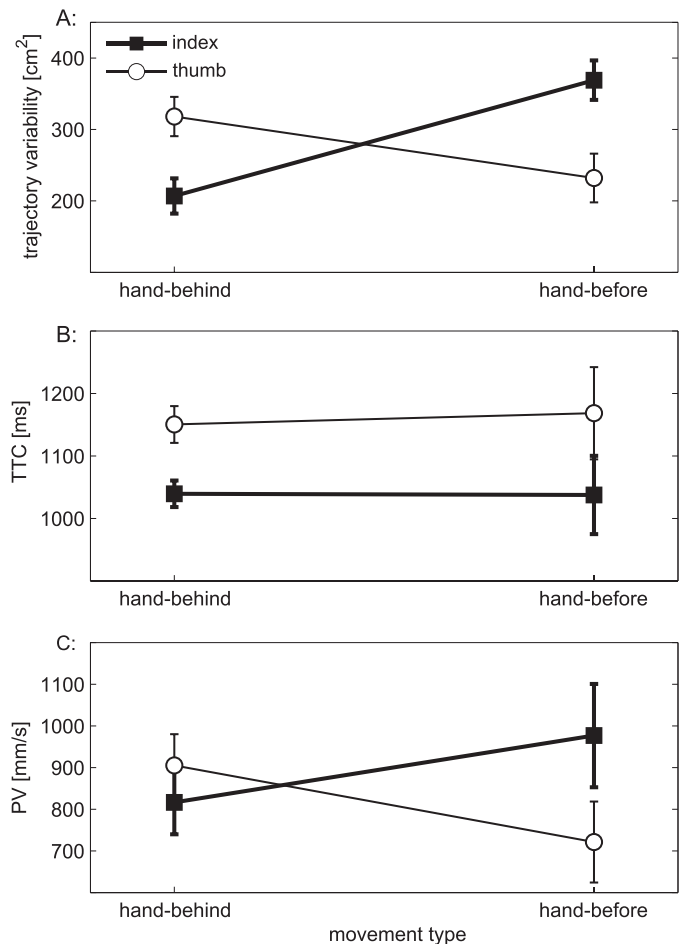 A:
trajectory variability [cm²]
400
300
200
index
thumb
hand-behind
hand-before
B:
TTC [ms]
1200
1100
1000
hand-behind
hand-before
C:
PV [mm/s]
1100
1000
900
800
700
hand-behind
hand-before
movement type